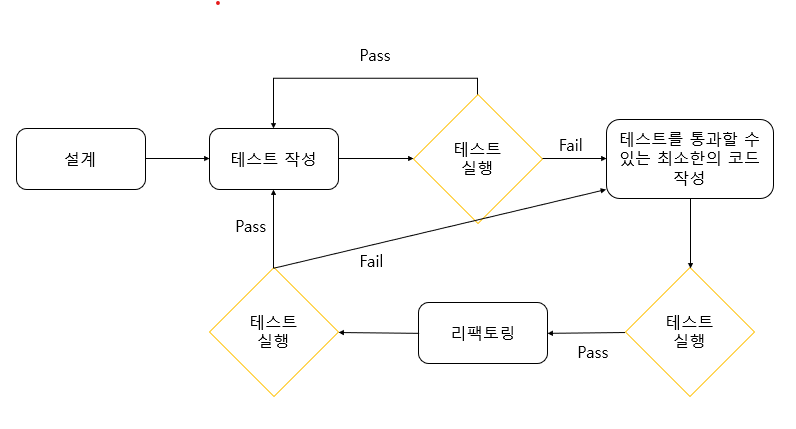 Pass
설계
테스트 작성
테스트
실행
Fail
테스트를 통과할 수
있는 최소한의 코드
작성
Pass
Fail
테스트
실행
리팩토링
Pass
테스트
실행